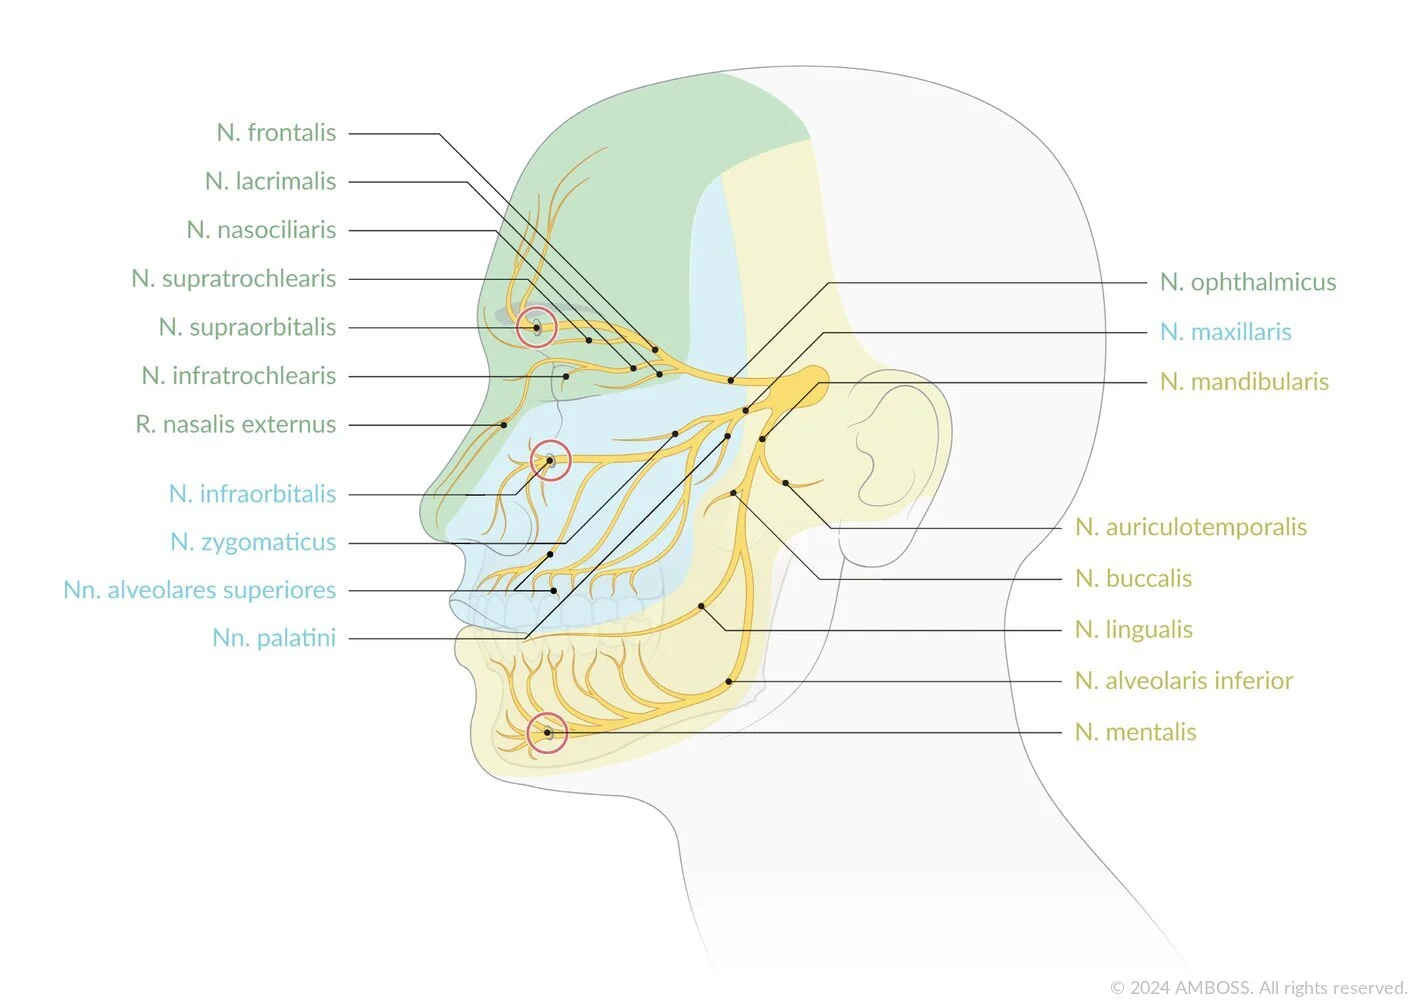 N. frontalis
N. lacrimalis
N. nasociliaris
N. supratrochlearis
N. supraorbitalis
N. infratrochlearis
R. nasalis externus
N. infraorbitalis
N. zygomaticus
Nn. alveolares superiores
Nn. palatini
N. ophthalmicus
N. maxillaris
N. mandibularis
N. auriculotemporalis
N. buccalis
N. lingualis
N. alveolaris inferior
N. mentalis
© 2024 AMBOSS. All rights reserved.